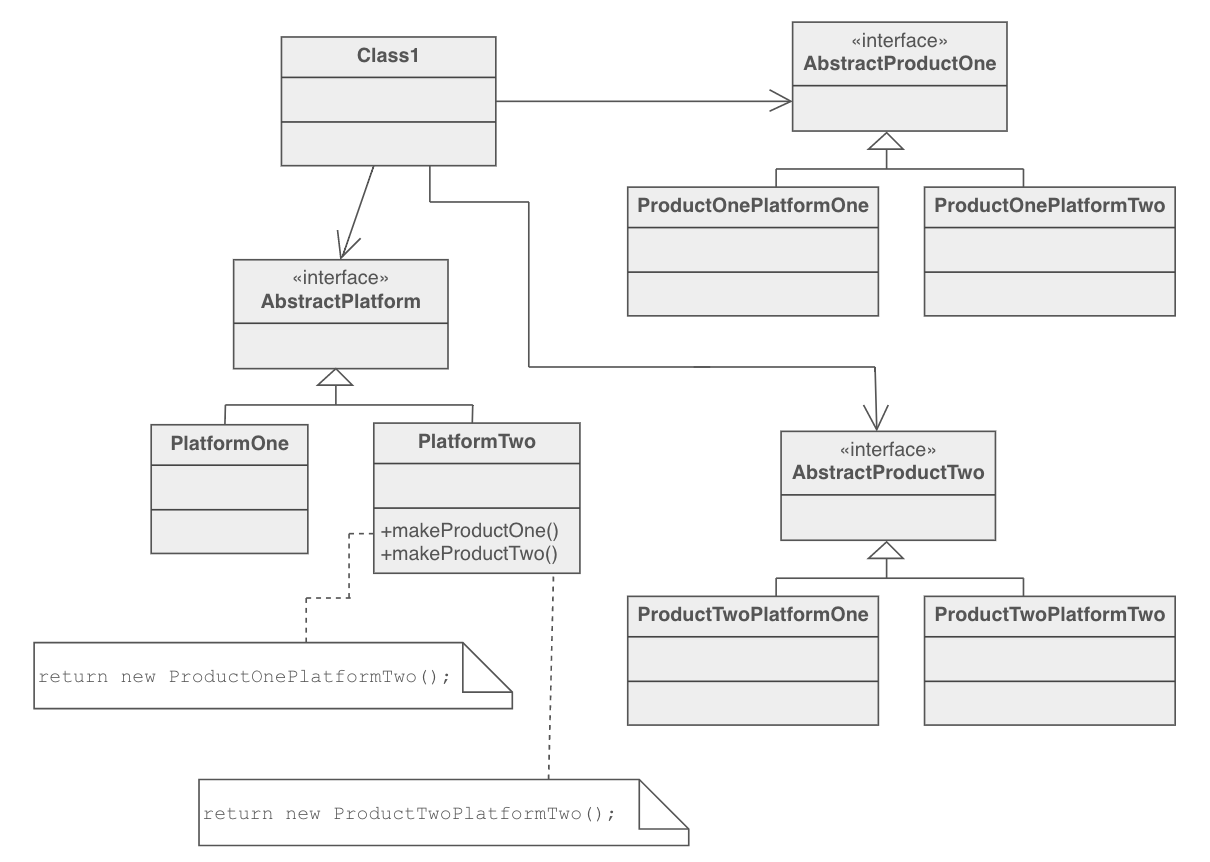 Class1
«interface»
AbstractProductOne
ProductOnePlatformOne
ProductOnePlatformTwo
«interface»
AbstractPlatform
PlatformOne
PlatformTwo
+makeProductOne()
+makeProductTwo()
«interface»
AbstractProductTwo
ProductTwoPlatformOne
ProductTwoPlatformTwo
return new ProductOnePlatformTwo();
return new ProductTwoPlatformTwo();